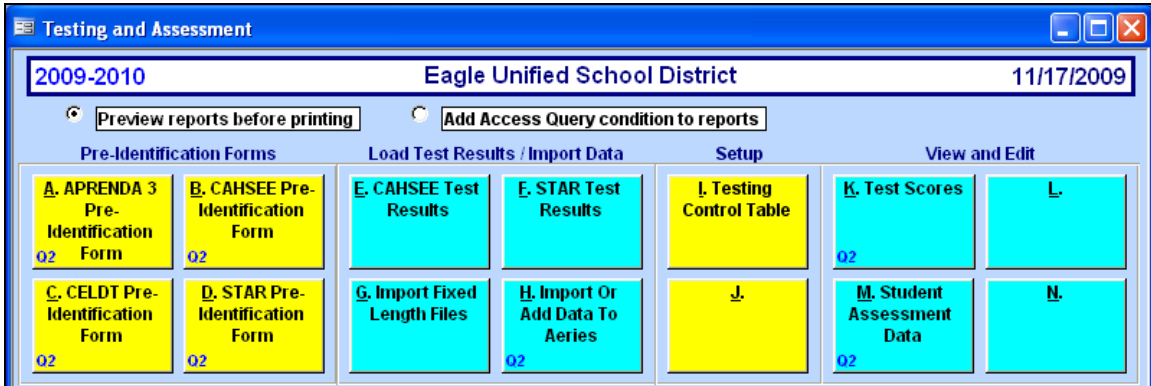 Testing and Assessment
2009-2010 Eagle Unified School District 11/17/2009
Preview reports before printing Add Access Query condition to reports
Pre-Identification Forms Load Test Results / Import Data Setup View and Edit
A. APRENDA 3
Pre-
Identification
Form
Q2
B. CAHSEE Pre-
Identification
Form
Q2
E. CAHSEE Test
Results
F. STAR Test
Results
I. Testing
Control Table
K. Test Scores
Q2
L.
C. CELDT Pre-
Identification
Form
Q2
D. STAR Pre-
Identification
Form
Q2
G. Import Fixed
Length Files
H. Import Or
Add Data To
Aeries
Q2
J.
M. Student
Assessment
Data
Q2
N.